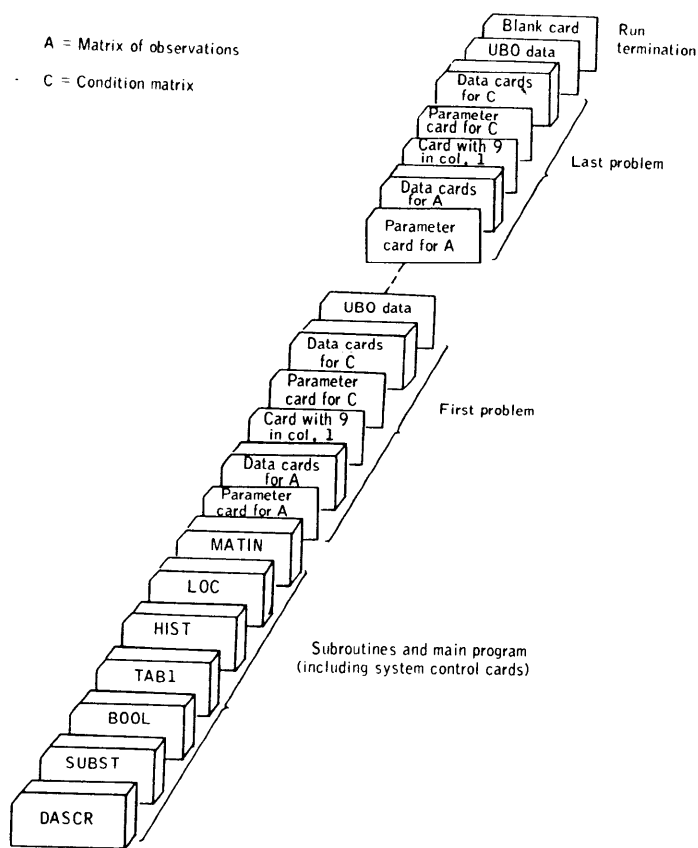 A = Matrix of observations
C = Condition matrix
Blank card
Run
termination
UBO data
Data cards
for C
Parameter
card for C
Card with 9
in col. 1
Last problem
Data cards
for A
Parameter
card for A
UBO data
Data cards
for C
Parameter
card for C
First problem
Card with 9
in col. 1
Data cards
for A
Parameter
card for A
MATIN
LOC
HIST
Subroutines and main program
(including system control cards)
TAB1
BOOL
SUBST
DASCR